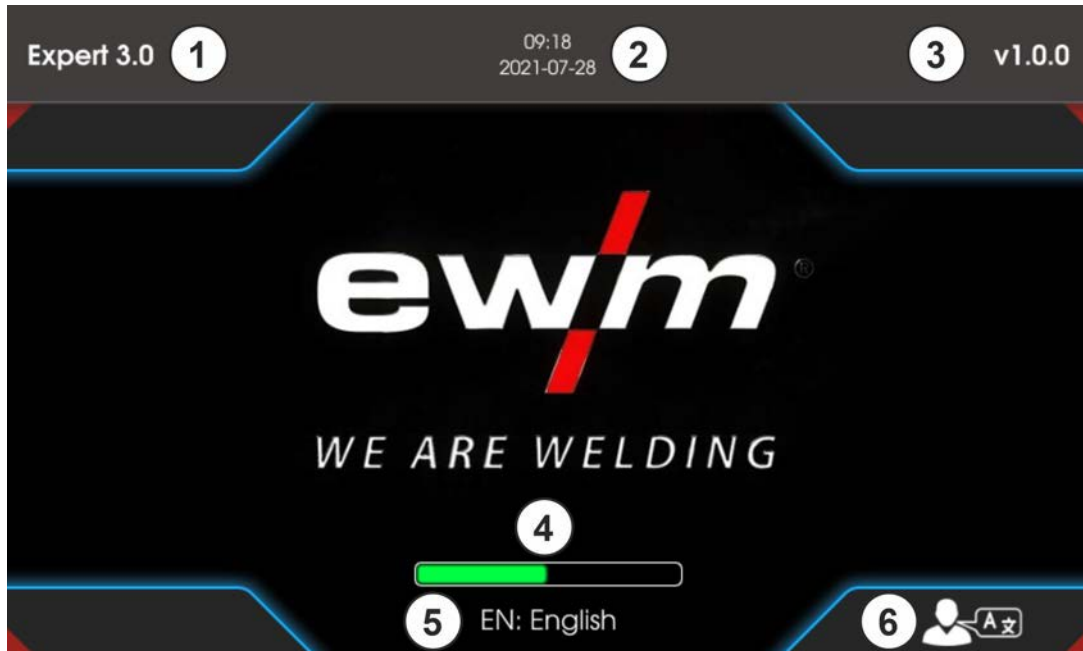 Expert 3.0 1
09:18
2021-07-28 2
3 v1.0.0
ewm ®
WE ARE WELDING
4
5 EN: English
6 A文